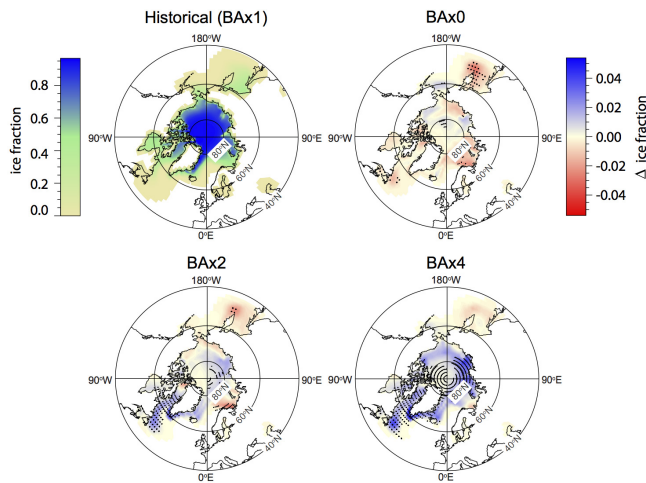 Historical (BAx1)
BAx0
180°W
180°W
ice fraction
0.8
0.6
0.4
0.2
0.0
90°W
90°E
80°N
60°N
40°N
0°E
90°W
90°E
80°N
60°N
40°N
0°E
0.04
0.02
0.00
-0.02
-0.04
Δ ice fraction
BAx2
BAx4
180°W
180°W
90°W
90°E
80°N
60°N
40°N
0°E
90°W
90°E
80°N
60°N
40°N
0°E